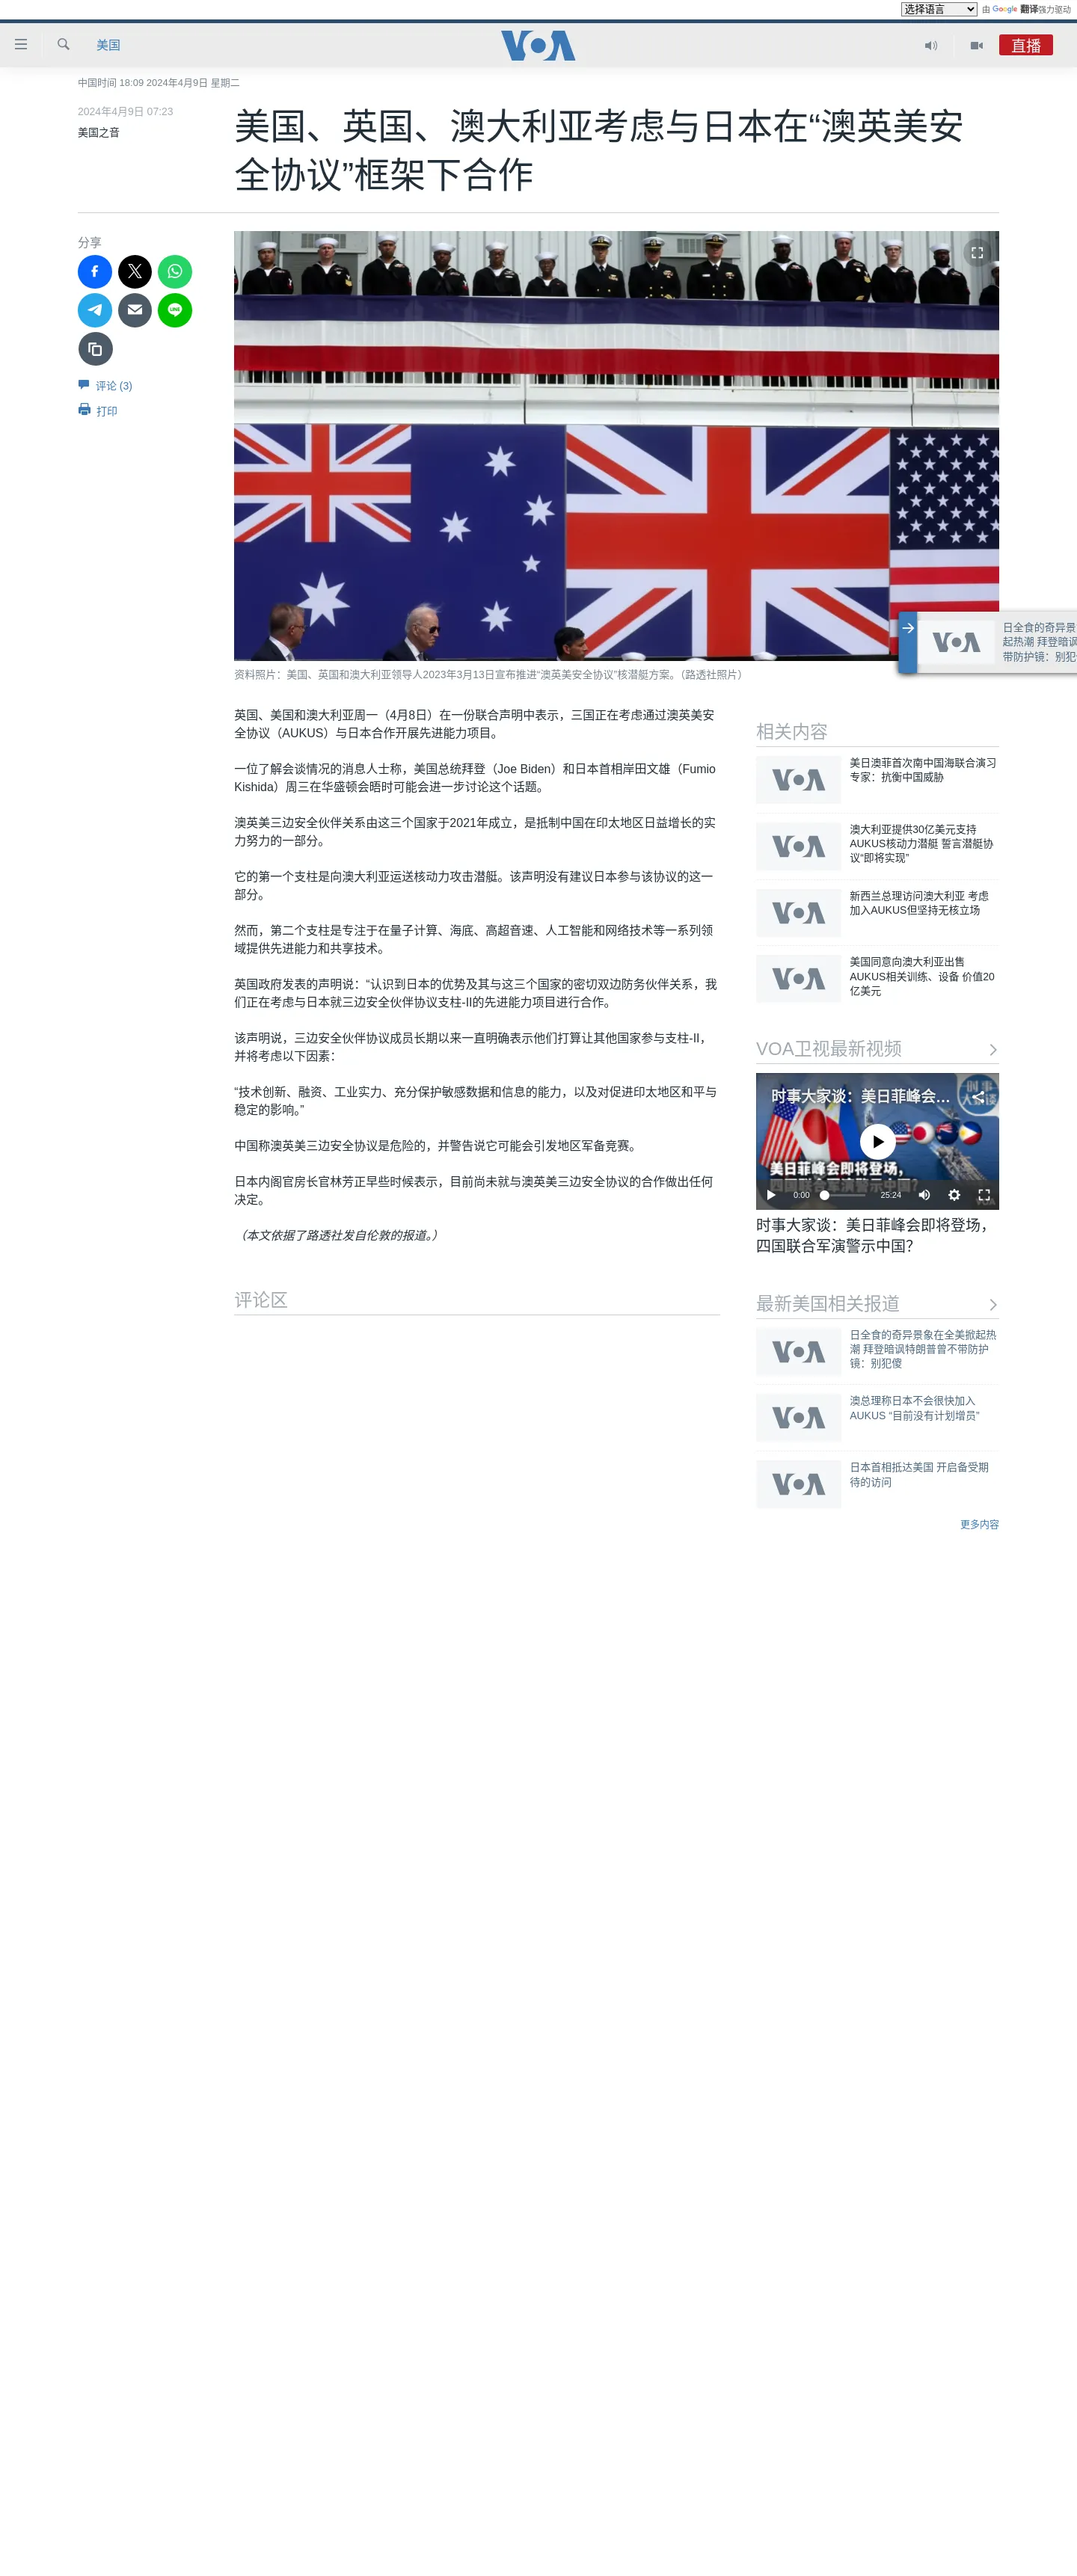 选择语言
由 Google 翻译强力驱动
美国
VOA
直播
中国时间 18:09 2024年4月9日 星期二
2024年4月9日 07:23
美国之音
美国、英国、澳大利亚考虑与日本在“澳英美安
全协议”框架下合作
分享
LINE
评论 (3)
打印
VOA
日全食的奇异景
起热潮 拜登暗讽
带防护镜：别犯
资料照片：美国、英国和澳大利亚领导人2023年3月13日宣布推进“澳英美安全协议”核潜艇方案。（路透社照片）
英国、美国和澳大利亚周一（4月8日）在一份联合声明中表示，三国正在考虑通过澳英美安
全协议（AUKUS）与日本合作开展先进能力项目。
一位了解会谈情况的消息人士称，美国总统拜登（Joe Biden）和日本首相岸田文雄（Fumio
Kishida）周三在华盛顿会晤时可能会进一步讨论这个话题。
澳英美三边安全伙伴关系由这三个国家于2021年成立，是抵制中国在印太地区日益增长的实
力努力的一部分。
它的第一个支柱是向澳大利亚运送核动力攻击潜艇。该声明没有建议日本参与该协议的这一
部分。
然而，第二个支柱是专注于在量子计算、海底、高超音速、人工智能和网络技术等一系列领
域提供先进能力和共享技术。
英国政府发表的声明说：“认识到日本的优势及其与这三个国家的密切双边防务伙伴关系，我
们正在考虑与日本就三边安全伙伴协议支柱-II的先进能力项目进行合作。
该声明说，三边安全伙伴协议成员长期以来一直明确表示他们打算让其他国家参与支柱-II，
并将考虑以下因素：
“技术创新、融资、工业实力、充分保护敏感数据和信息的能力，以及对促进印太地区和平与
稳定的影响。”
中国称澳英美三边安全协议是危险的，并警告说它可能会引发地区军备竞赛。
日本内阁官房长官林芳正早些时候表示，目前尚未就与澳英美三边安全协议的合作做出任何
决定。
（本文依据了路透社发自伦敦的报道。）
评论区
相关内容
VOA
美日澳菲首次南中国海联合演习
专家：抗衡中国威胁
VOA
澳大利亚提供30亿美元支持
AUKUS核动力潜艇 誓言潜艇协
议“即将实现”
VOA
新西兰总理访问澳大利亚 考虑
加入AUKUS但坚持无核立场
VOA
美国同意向澳大利亚出售
AUKUS相关训练、设备 价值20
亿美元
VOA卫视最新视频
时事大家谈：美日菲峰会…
时事
大家谈
美日菲峰会即将登场，
四国联合军演警示中国？
0:00
25:24
时事大家谈：美日菲峰会即将登场，
四国联合军演警示中国？
最新美国相关报道
VOA
日全食的奇异景象在全美掀起热
潮 拜登暗讽特朗普曾不带防护
镜：别犯傻
VOA
澳总理称日本不会很快加入
AUKUS “目前没有计划增员”
VOA
日本首相抵达美国 开启备受期
待的访问
更多内容